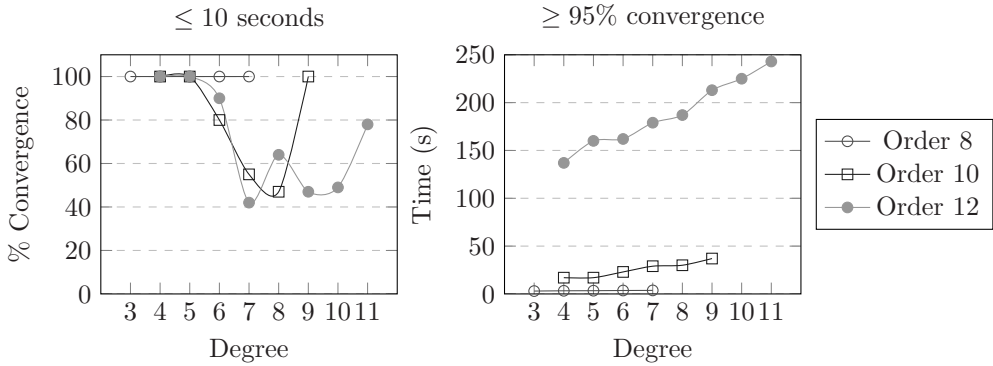 ≤ 10 seconds
% Convergence
100
80
60
40
20
0
3 4 5 6 7 8 9 10 11
Degree
≥ 95% convergence
Time (s)
250
200
150
100
50
0
3 4 5 6 7 8 9 10 11
Degree
Order 8
Order 10
Order 12